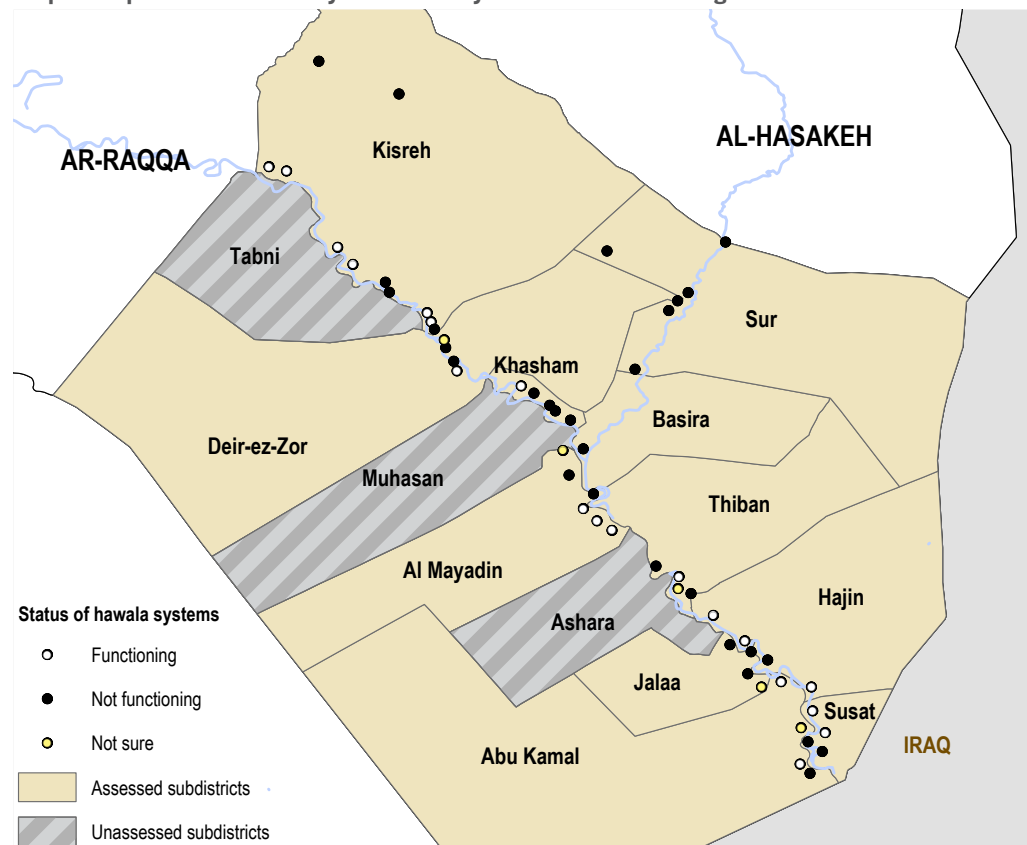 AL-HASAKEH
Kisreh
AR-RAQQA
Tabni
Sur
Khasham
Basira
Deir-ez-Zor
Muhasan
Thiban
Al Mayadin
Hajin
Status of hawala systems
Ashara
Functioning
Jalaa
Not functioning
Susat
Not sure
IRAQ
Abu Kamal
Assessed subdistricts
Unassessed subdistricts